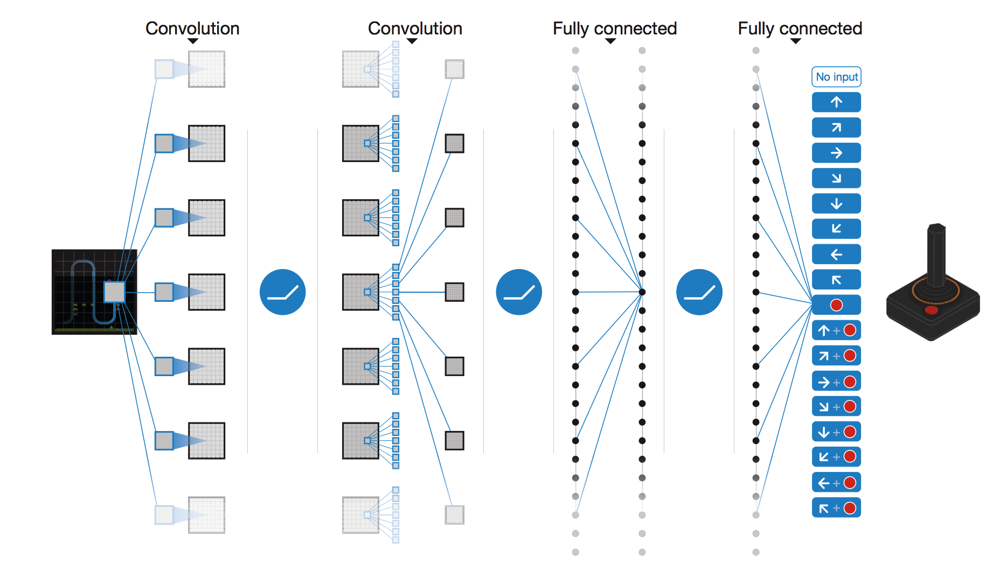 Convolution
Convolution
Fully connected
Fully connected
No input
+
+
+
+
+
+
+
+